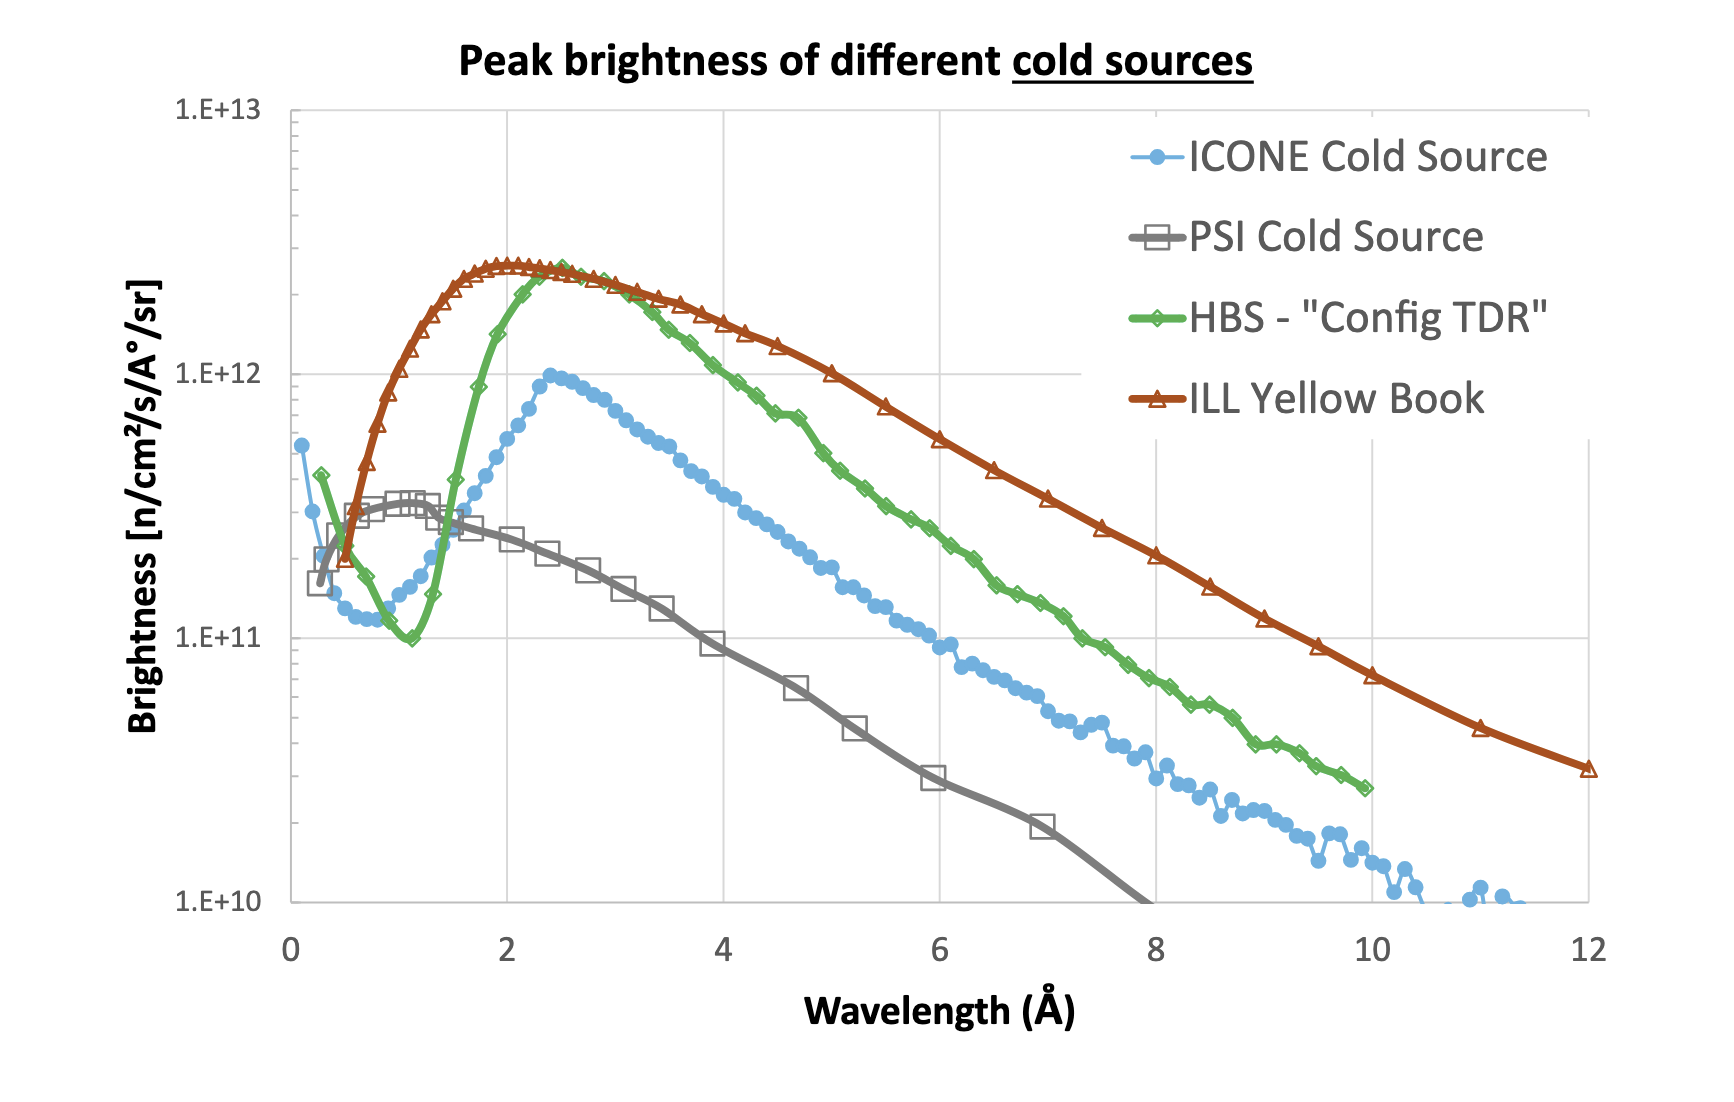 Peak brightness of different cold sources
1.E+13
ICONE Cold Source
PSI Cold Source
HBS - "Config TDR"
ILL Yellow Book
1.E+12
1.E+11
1.E+10
Brightness [n/cm²/s/A°/sr]
0 2 4 6 8 10 12
Wavelength (Å)